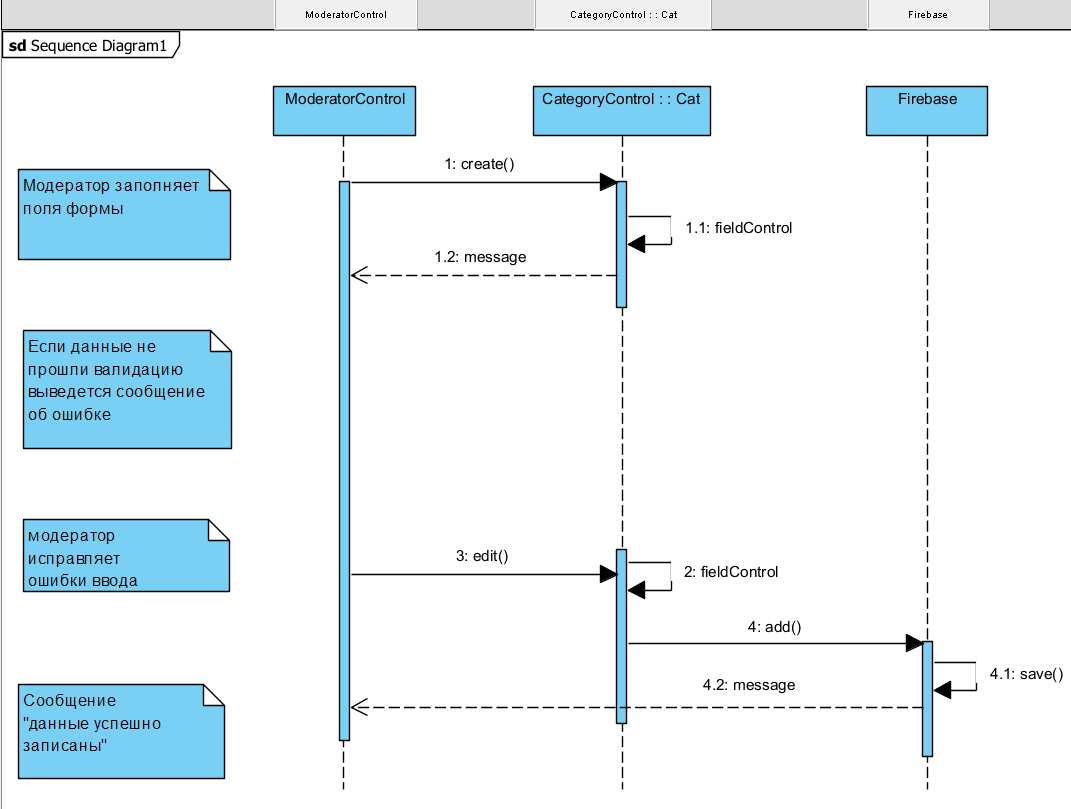 ModeratorControl
CategoryControl : : Cat
Firebase
sd Sequence Diagram1
ModeratorControl
CategoryControl : : Cat
Firebase
1: create()
Модератор заполняет
поля формы
1.1: fieldControl
1.2: message
Если данные не
прошли валидацию
выведется сообщение
об ошибке
модератор
исправляет
ошибки ввода
3: edit()
2: fieldControl
4: add()
4.1: save()
4.2: message
Сообщение
"данные успешно
записаны"